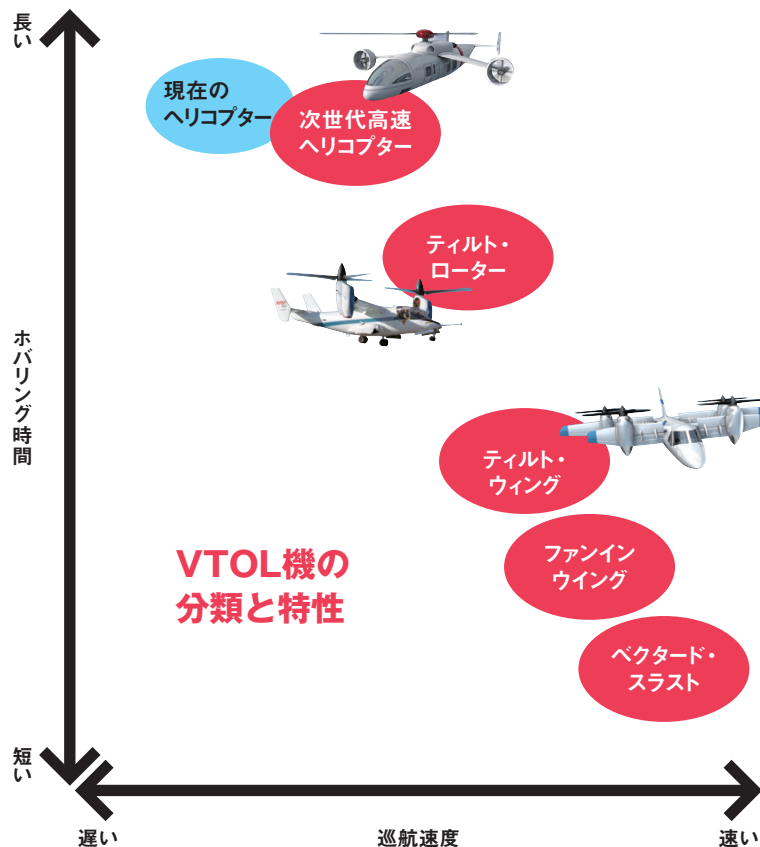 長い
現在の
ヘリコプター
次世代高速
ヘリコプター
ティルト・
ローター
ホバリング時間
ティルト・
ウィング
VTOL機の
分類と特性
ファンイン
ウイング
ベクタード・
スラスト
短い
遅い
巡航速度
速い